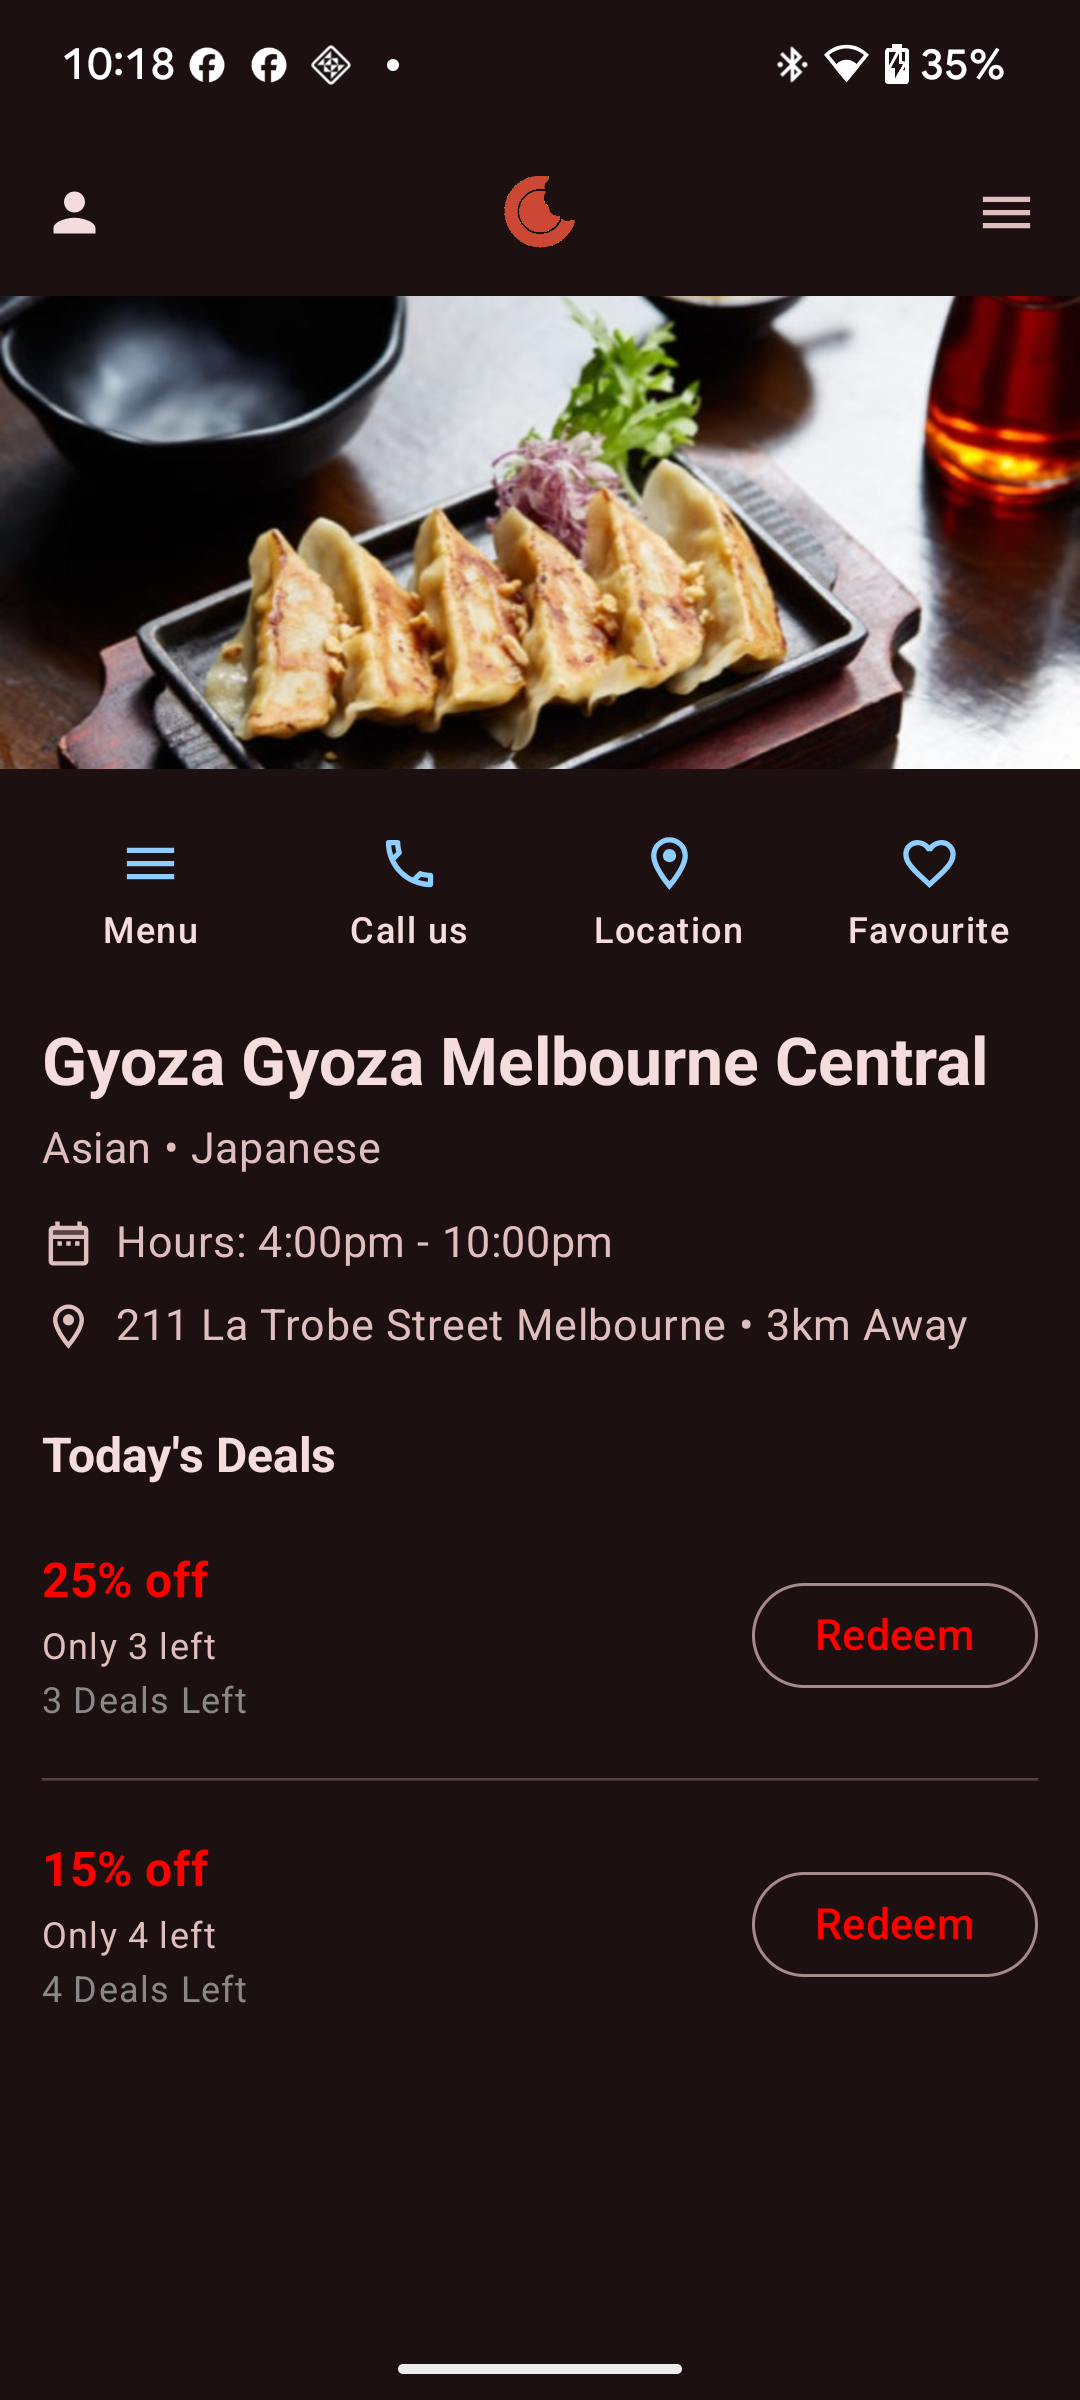 10:18
35%
Menu
Call us
Location
Favourite
Gyoza Gyoza Melbourne Central
Asian • Japanese
Hours: 4:00pm - 10:00pm
211 La Trobe Street Melbourne • 3km Away
Today's Deals
25% off
Only 3 left
3 Deals Left
Redeem
15% off
Only 4 left
4 Deals Left
Redeem